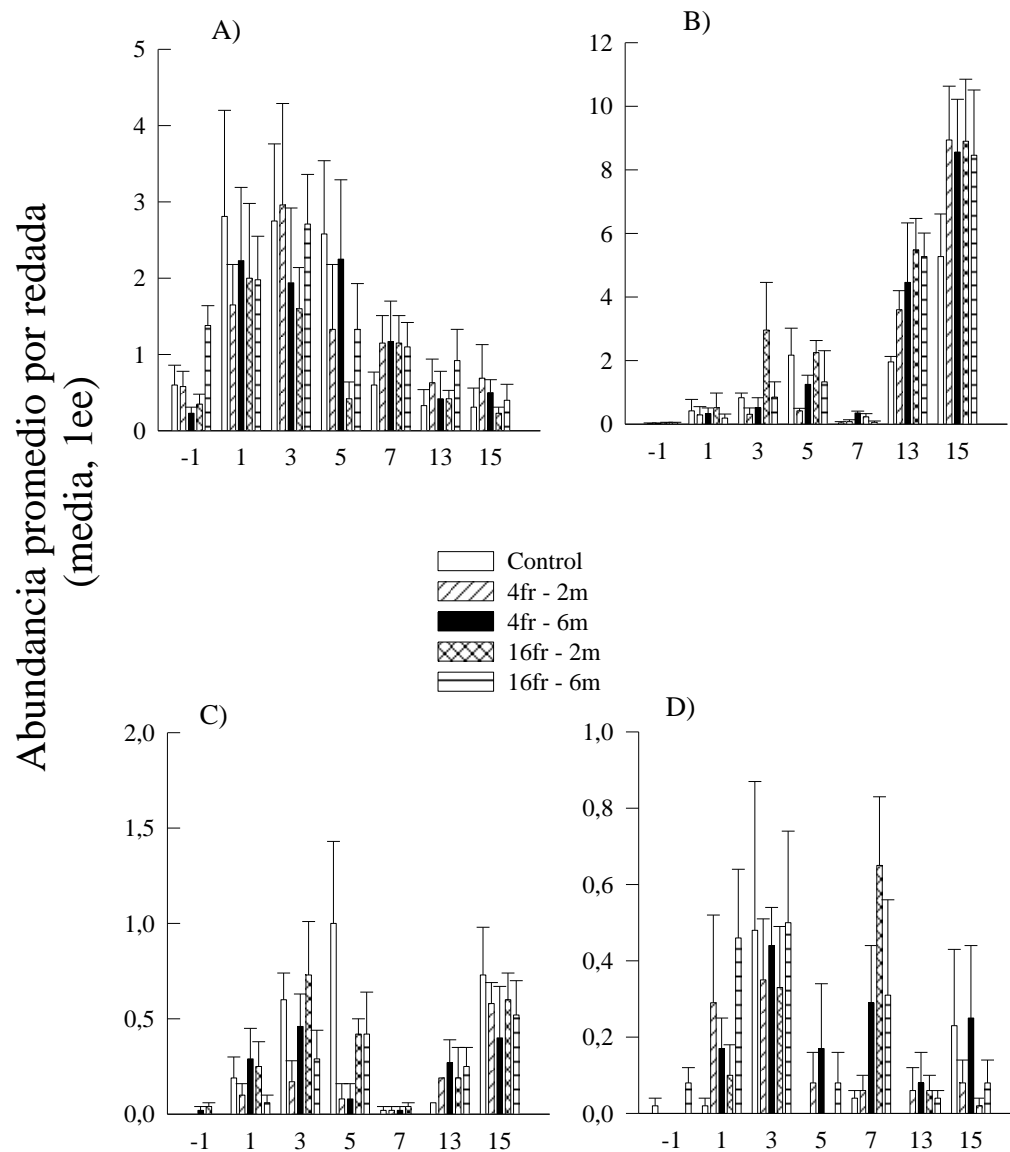 A)
5
4
3
2
1
0
-1 1 3 5 7 13 15
B)
12
10
8
6
4
2
0
-1 1 3 5 7 13 15
Abundancia promedio por redada
(media, 1ee)
Control
4fr - 2m
4fr - 6m
16fr - 2m
16fr - 6m
C)
2,0
1,5
1,0
0,5
0,0
-1 1 3 5 7 13 15
D)
1,0
0,8
0,6
0,4
0,2
0,0
-1 1 3 5 7 13 15